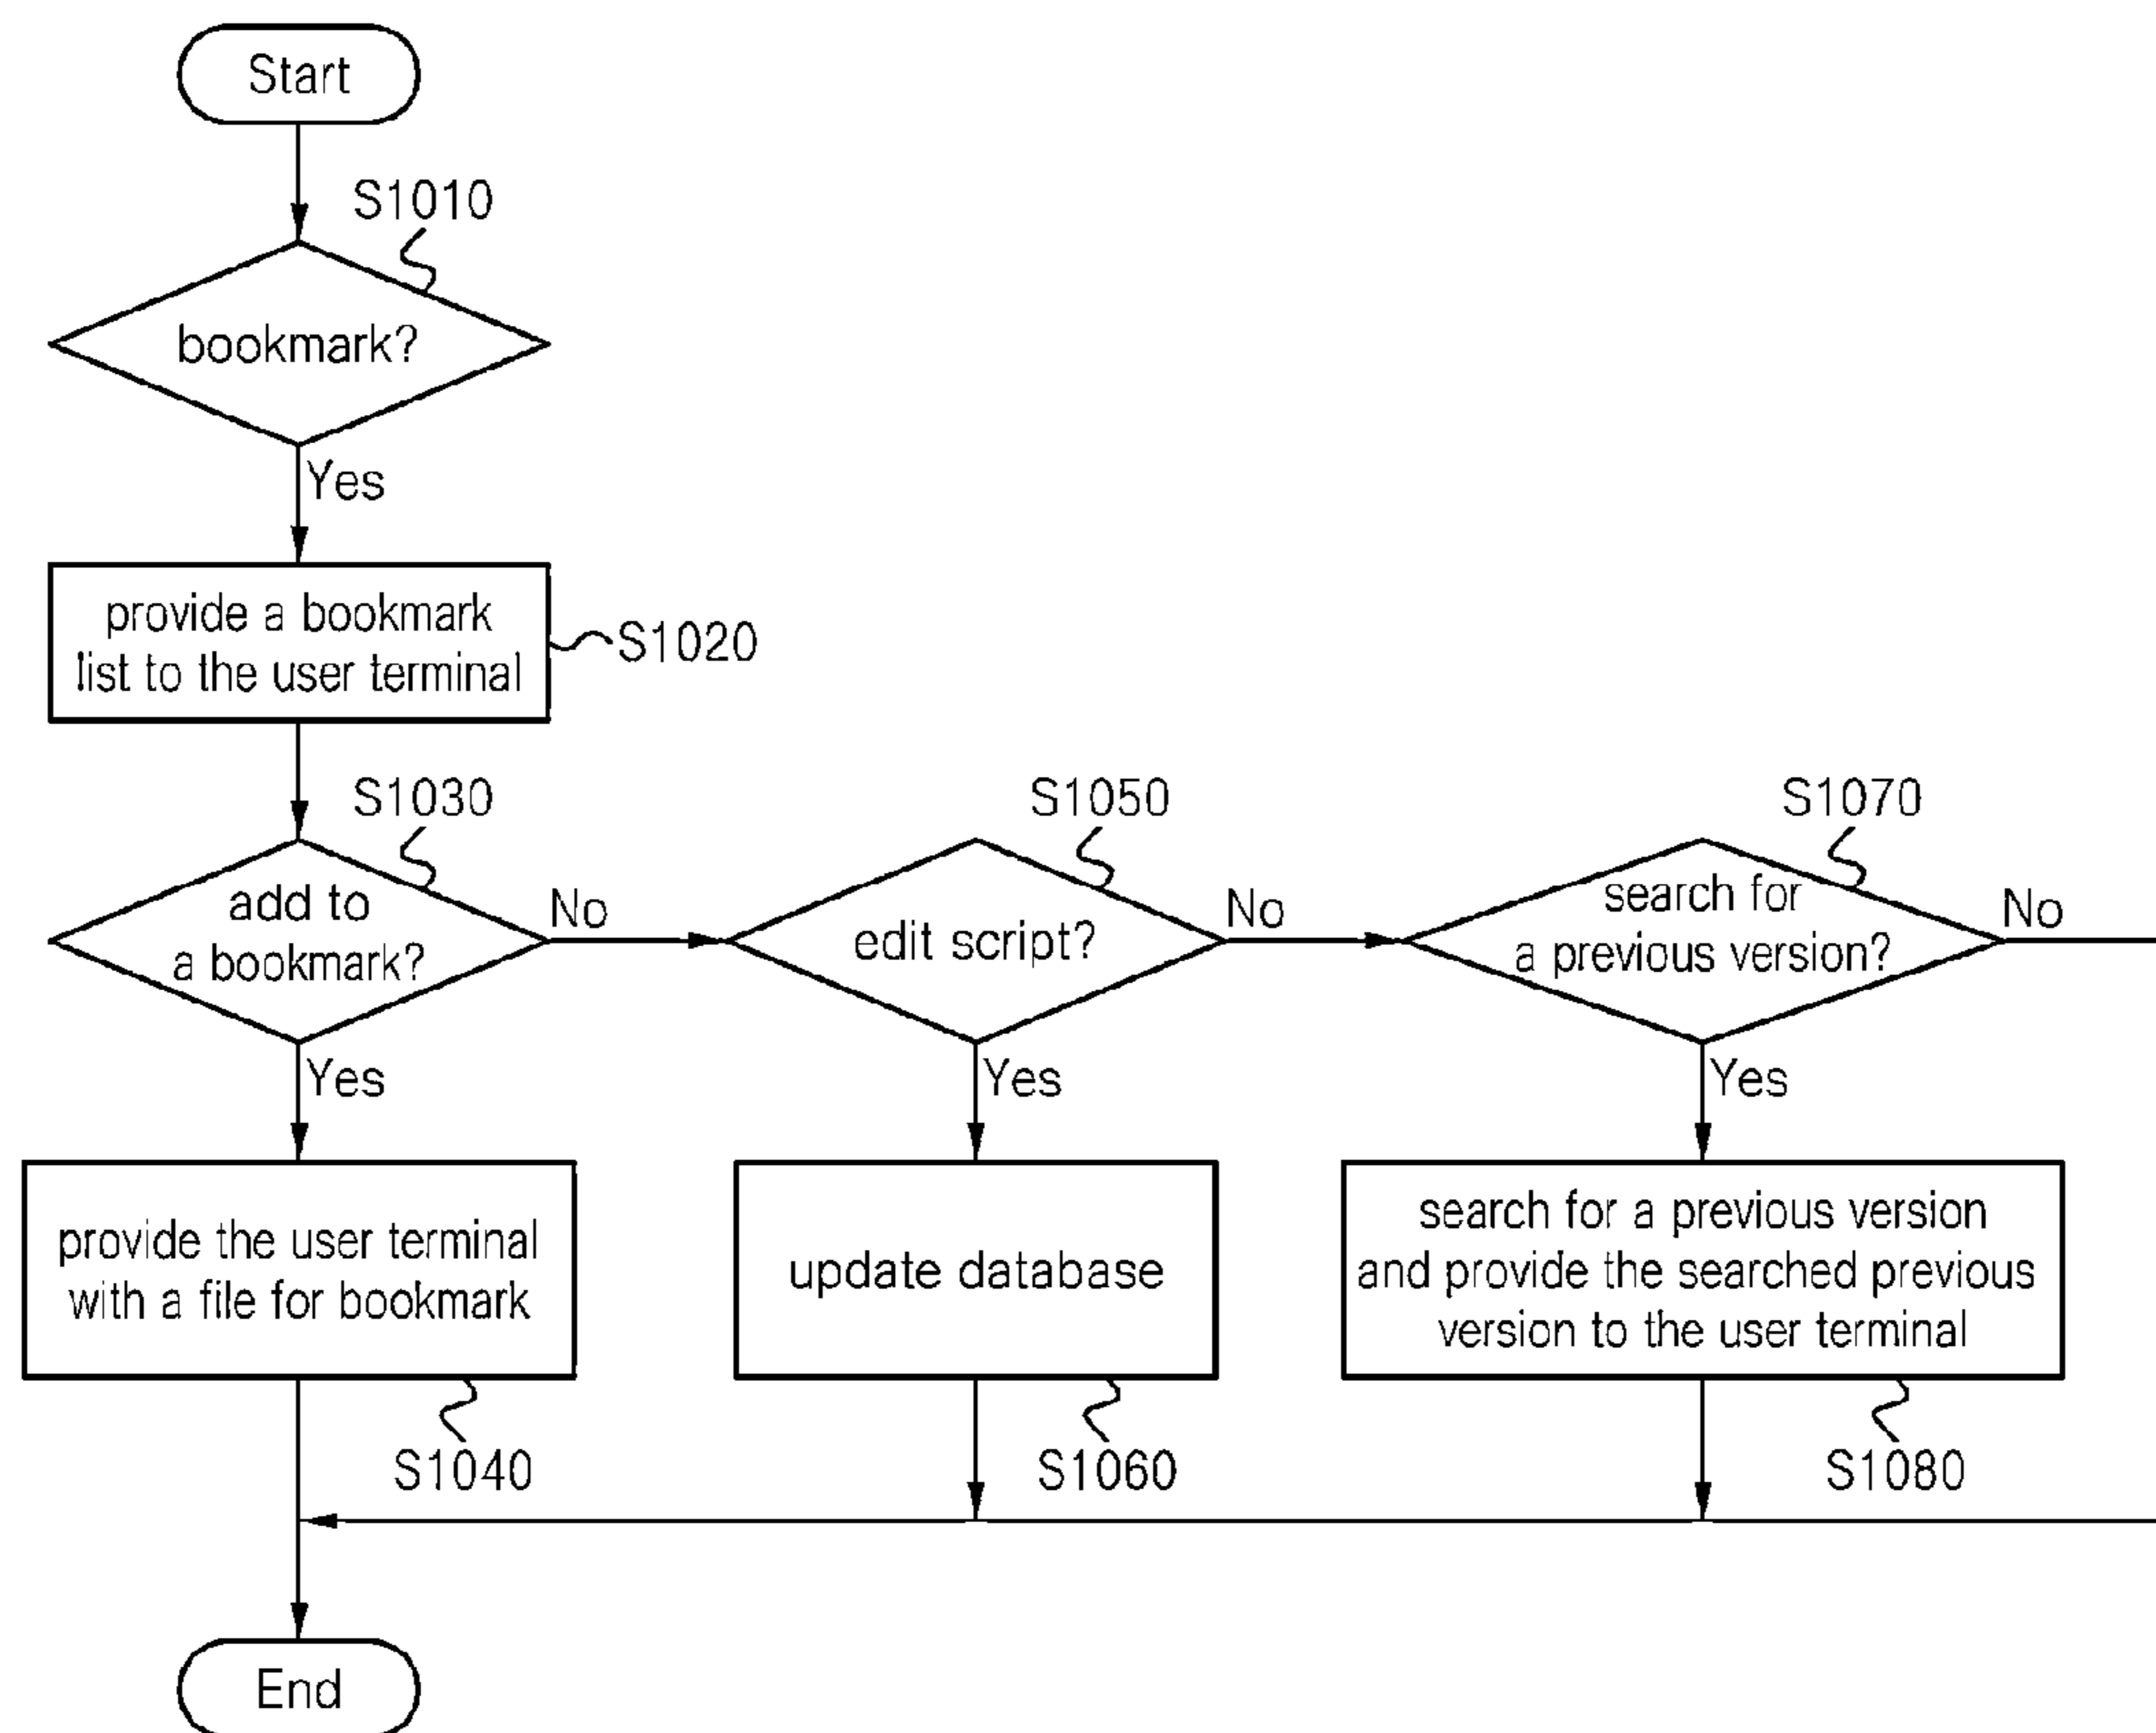 Start
S1010
bookmark?
Yes
provide a bookmark
list to the user terminal
S1020
S1030
add to
a bookmark?
No
Yes
S1050
edit script?
No
Yes
S1070
search for
a previous version?
No
Yes
provide the user terminal
with a file for bookmark
S1040
update database
S1060
search for a previous version
and provide the searched previous
version to the user terminal
S1080
End